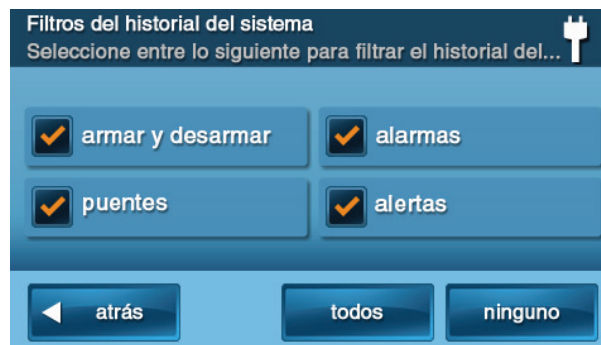 Filtros del historial del sistema
Seleccione entre lo siguiente para filtrar el historial del...
armar y desarmar
alarmas
puentes
alertas
atrás
todos
ninguno